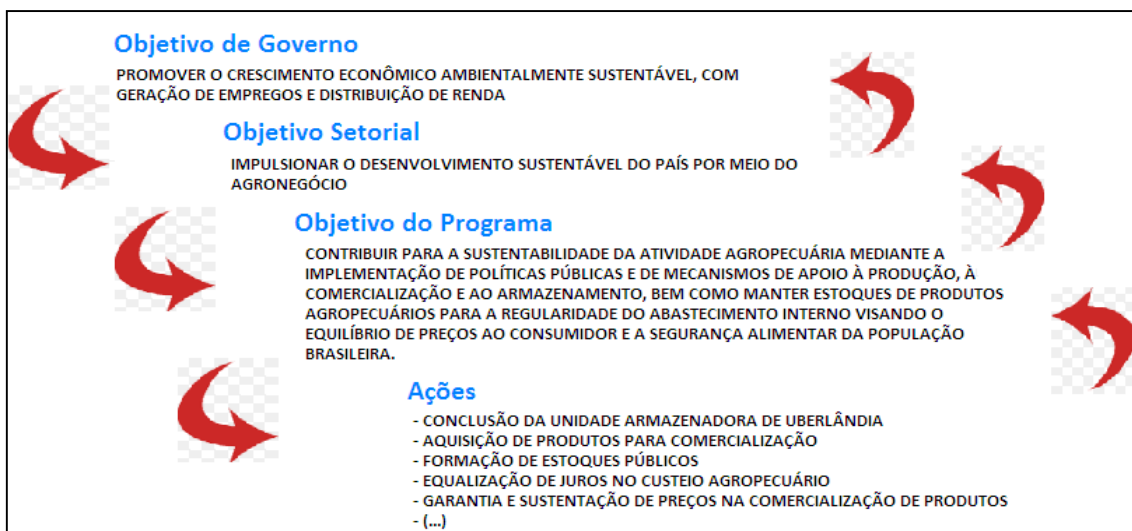 Objetivo de Governo
PROMOVER O CRESCIMENTO ECONÔMICO AMBIENTALMENTE SUSTENTÁVEL, COM
GERAÇÃO DE EMPREGOS E DISTRIBUIÇÃO DE RENDA
Objetivo Setorial
IMPULSIONAR O DESENVOLVIMENTO SUSTENTÁVEL DO PAÍS POR MEIO DO
AGRONEGÓCIO
Objetivo do Programa
CONTRIBUIR PARA A SUSTENTABILIDADE DA ATIVIDADE AGROPECUÁRIA MEDIANTE A
IMPLEMENTAÇÃO DE POLÍTICAS PÚBLICAS E DE MECANISMOS DE APOIO À PRODUÇÃO, À
COMERCIALIZAÇÃO E AO ARMAZENAMENTO, BEM COMO MANTER ESTOQUES DE PRODUTOS
AGROPECUÁRIOS PARA A REGULARIDADE DO ABASTECIMENTO INTERNO VISANDO O
EQUILÍBRIO DE PREÇOS AO CONSUMIDOR E A SEGURANÇA ALIMENTAR DA POPULAÇÃO
BRASILEIRA.
Ações
- CONCLUSÃO DA UNIDADE ARMAZENADORA DE UBERLÂNDIA
- AQUISIÇÃO DE PRODUTOS PARA COMERCIALIZAÇÃO
- FORMAÇÃO DE ESTOQUES PÚBLICOS
- EQUALIZAÇÃO DE JUROS NO CUSTEIO AGROPECUÁRIO
- GARANTIA E SUSTENTAÇÃO DE PREÇOS NA COMERCIALIZAÇÃO DE PRODUTOS
- (...)